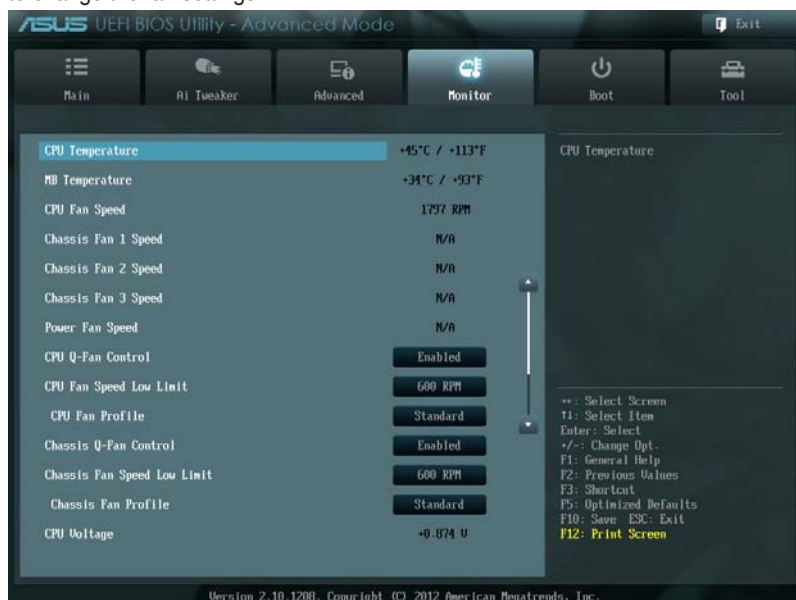 ASUS UEFI BIOS Utility - Advanced Mode
Exit
Main
Ai Tweaker
Advanced
Monitor
Boot
Tool
CPU Temperature +45°C / +113°F
MB Temperature +34°C / +93°F
CPU Fan Speed 1797 RPM
Chassis Fan 1 Speed N/A
Chassis Fan 2 Speed N/A
Chassis Fan 3 Speed N/A
Power Fan Speed N/A
CPU Q-Fan Control Enabled
CPU Fan Speed Low Limit 600 RPM
CPU Fan Profile Standard
Chassis Q-Fan Control Enabled
Chassis Fan Speed Low Limit 600 RPM
Chassis Fan Profile Standard
CPU Voltage +0.874 V
CPU Temperature
→←: Select Screen
↑↓: Select Item
Enter: Select
+/-: Change Opt.
F1: General Help
F2: Previous Values
F3: Shortcut
F5: Optimized Defaults
F10: Save ESC: Exit
F12: Print Screen
Version 2.10.1208. Copyright (C) 2012 American Megatrends, Inc.